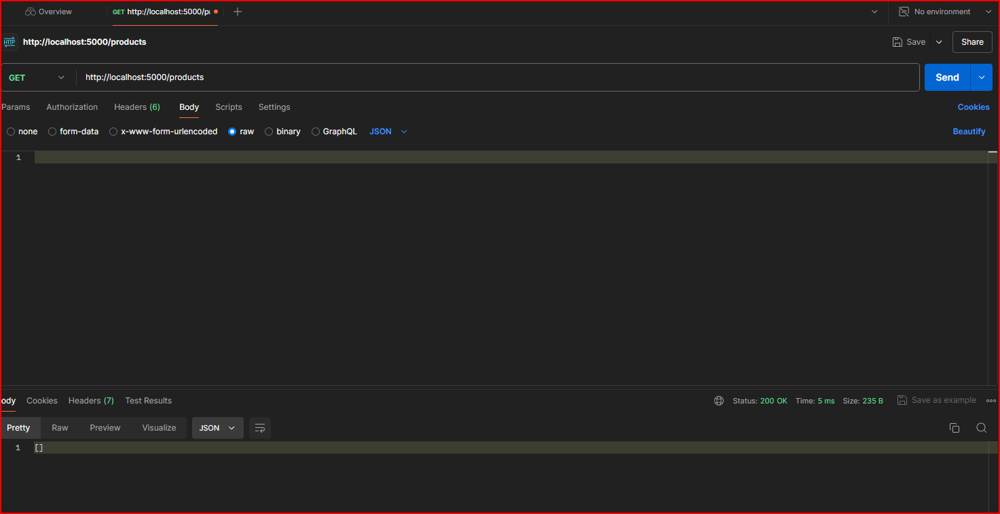 Overview GET http://localhost:5000/pr No environment
HTTP http://localhost:5000/products Save Share
GET http://localhost:5000/products Send
Params Authorization Headers (6) Body Scripts Settings Cookies
none form-data x-www-form-urlencoded raw binary GraphQL JSON Beautify
1
ody Cookies Headers (7) Test Results Status: 200 OK Time: 5 ms Size: 235 B Save as example
Pretty Raw Preview Visualize JSON
1 []